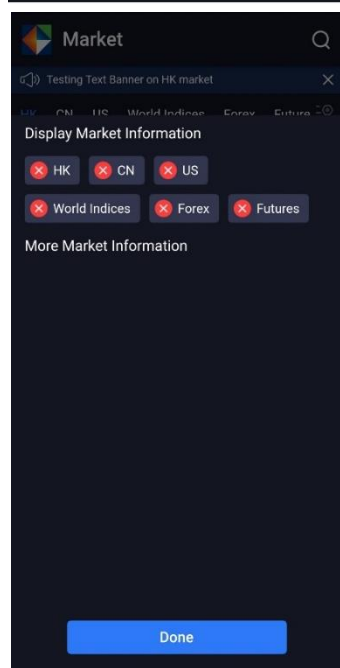 Market
Testing Text Banner on HK market
HK CN US World Indices Forex Future
Display Market Information
HK CN US
World Indices Forex Futures
More Market Information
Done